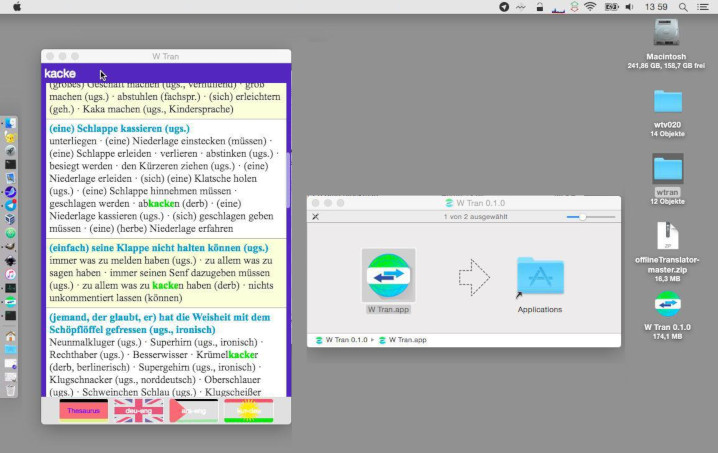 13 59
W Tran
kacke
(großes) Geschäft machen (ugs., verhüllend) · groß
machen (ugs.) · abstuhlen (fachspr.) · (sich) erleichtern
(geh.) · Kaka machen (ugs., Kindersprache)
(eine) Schlappe kassieren (ugs.)
unterliegen · (eine) Niederlage einstecken (müssen) ·
(eine) Schlappe erleiden · verlieren · abstinken (ugs.) ·
besiegt werden · den Kürzeren ziehen (ugs.) · (eine)
Niederlage erleiden · (sich) (eine) Klatsche holen
(ugs.) · (eine) Schlappe hinnehmen müssen ·
geschlagen werden · abkacken (derb) · (eine)
Niederlage kassieren (ugs.) · (sich) geschlagen geben
müssen · (eine) (herbe) Niederlage erfahren
(einfach) seine Klappe nicht halten können (ugs.)
immer was zu melden haben (ugs.) · zu allem was zu
sagen haben · immer seinen Senf dazugeben müssen
(ugs.) · zu allem was zu kacken haben (derb) · nichts
unkommentiert lassen (können)
(jemand, der glaubt, er) hat die Weisheit mit dem
Schöpflöffel gefressen (ugs., ironisch)
Neunmalkluger (ugs.) · Superhirn (ugs., ironisch) ·
Rechthaber (ugs.) · Besserwisser · Krümelkacker
(derb, berlinerisch) · Supergehirn (ugs., ironisch) ·
Klugschnacker (ugs., norddeutsch) · Oberschlauer
(ugs.) · Schweinchen Schlau (ugs.) · Klugscheißer
Thesaurus
deu-eng
W Tran 0.1.0
1 von 2 ausgewählt
W Tran.app
Applications
W Tran 0.1.0 ▸ W Tran.app
Macintosh
241,86 GB, 158,7 GB frei
wtv020
14 Objekte
wtran
12 Objekte
ZIP
offlineTranslator-
master.zip
16,3 MB
W Tran 0.1.0
174,1 MB